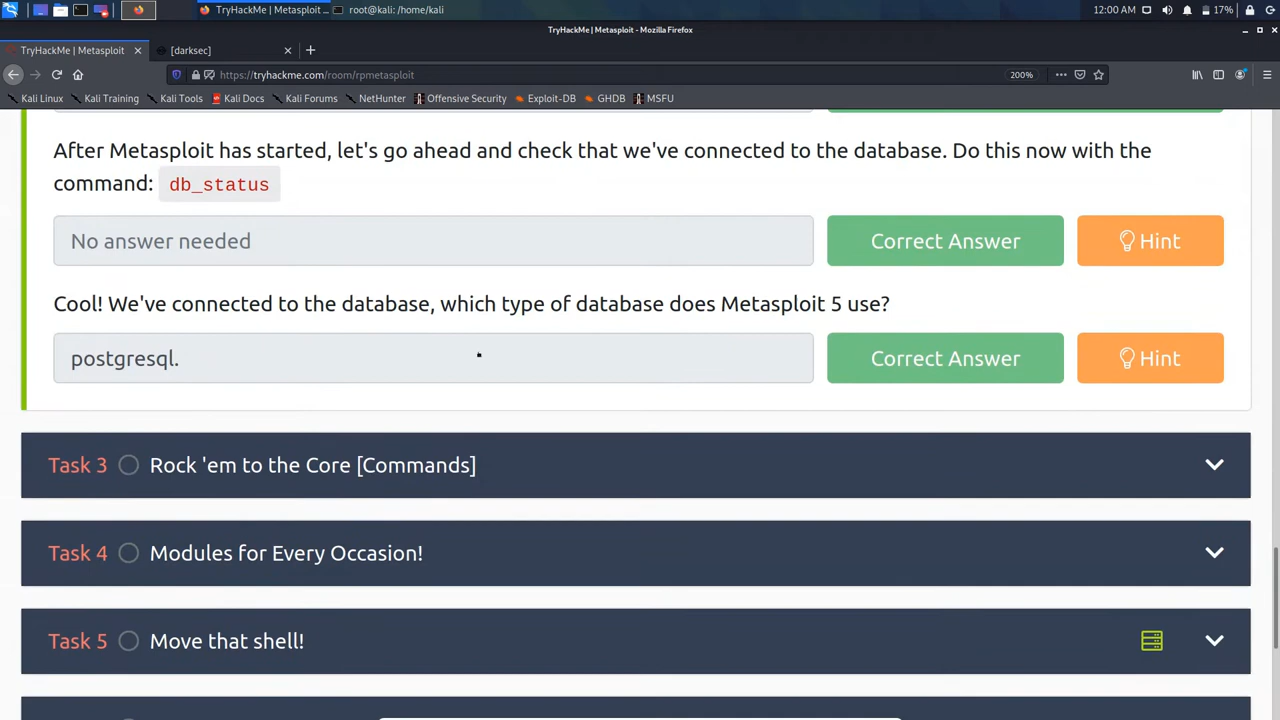 TryHackMe | Metasploit ...
root@kali: /home/kali
12:00 AM
17%
TryHackMe | Metasploit - Mozilla Firefox
TryHackMe | Metasploit
[darksec]
https://tryhackme.com/room/rpmetasploit
200%
Kali Linux
Kali Training
Kali Tools
Kali Docs
Kali Forums
NetHunter
Offensive Security
Exploit-DB
GHDB
MSFU
After Metasploit has started, let's go ahead and check that we've connected to the database. Do this now with the
command: db_status
No answer needed
Correct Answer
Hint
Cool! We've connected to the database, which type of database does Metasploit 5 use?
postgresql.
Correct Answer
Hint
Task 3 Rock 'em to the Core [Commands]
Task 4 Modules for Every Occasion!
Task 5 Move that shell!